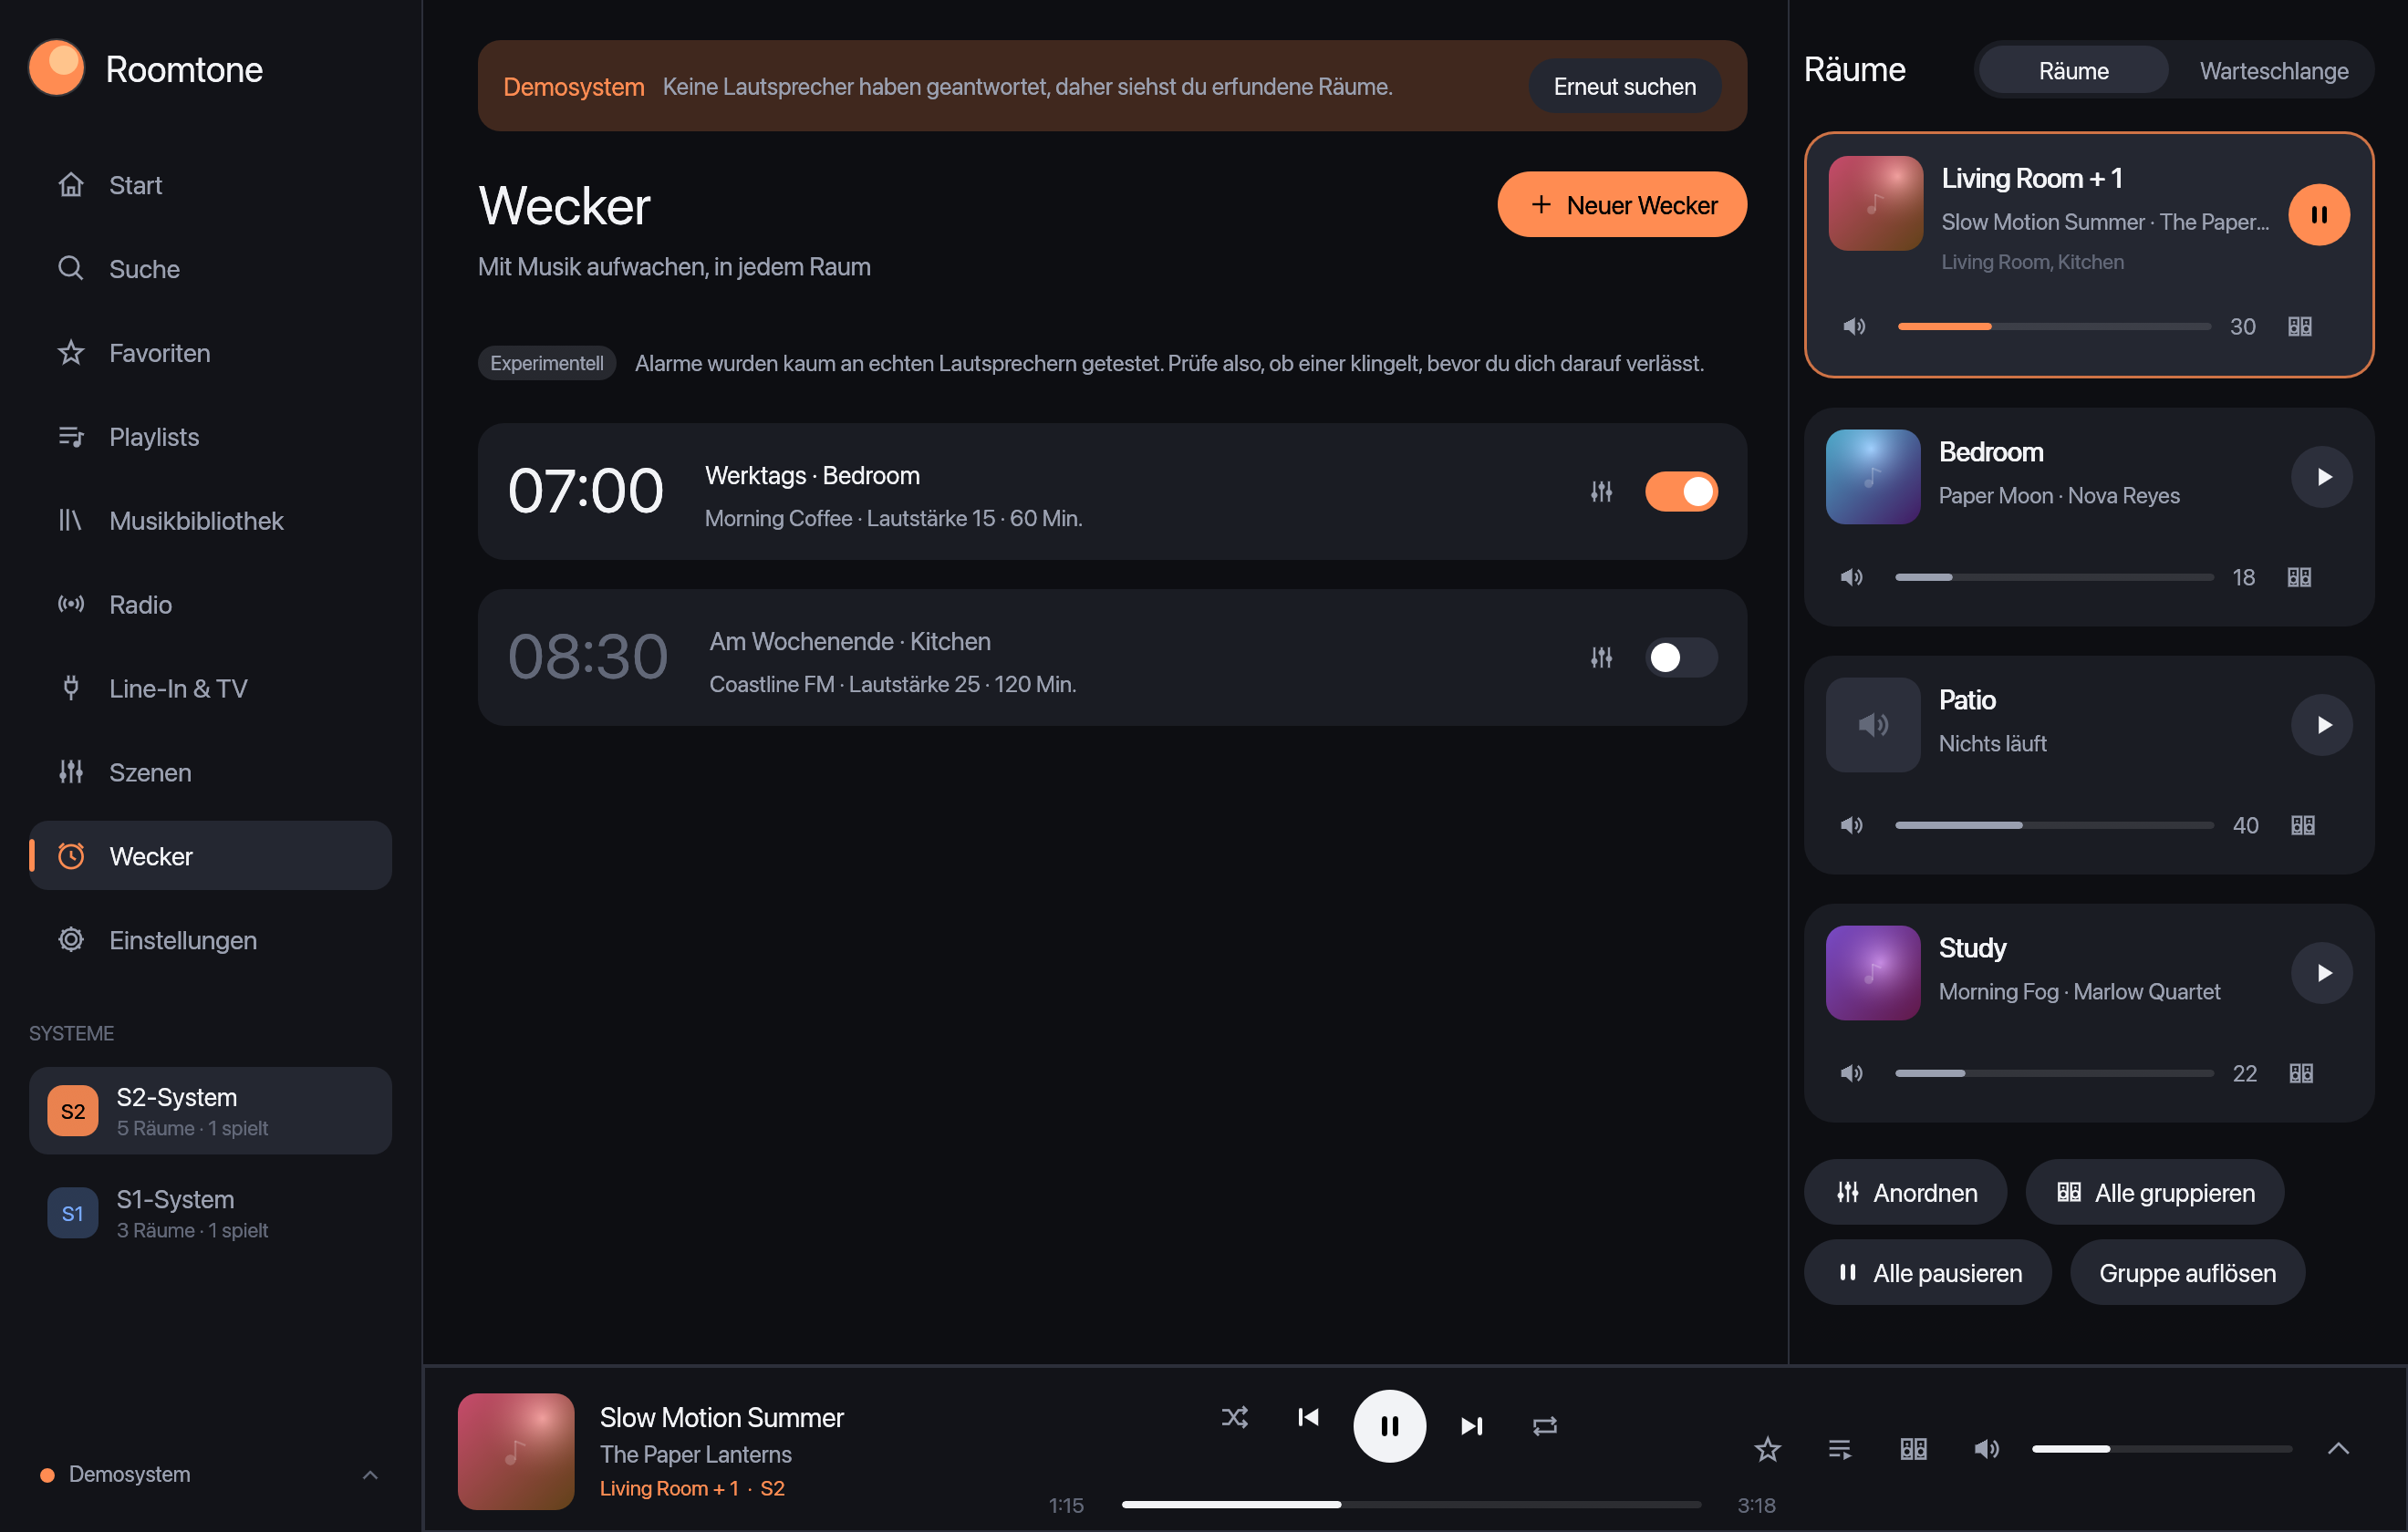 Roomtone
Start
Suche
Favoriten
Playlists
Musikbibliothek
Radio
Line-In & TV
Szenen
Wecker
Einstellungen
SYSTEME
S2
S2-System
5 Räume · 1 spielt
S1
S1-System
3 Räume · 1 spielt
Demosystem
Demosystem Keine Lautsprecher haben geantwortet, daher siehst du erfundene Räume.
Erneut suchen
Wecker
Neuer Wecker
Mit Musik aufwachen, in jedem Raum
Experimentell Alarme wurden kaum an echten Lautsprechern getestet. Prüfe also, ob einer klingelt, bevor du dich darauf verlässt.
07:00
Werktags · Bedroom
Morning Coffee · Lautstärke 15 · 60 Min.
08:30
Am Wochenende · Kitchen
Coastline FM · Lautstärke 25 · 120 Min.
Räume
Räume
Warteschlange
Living Room + 1
Slow Motion Summer · The Paper...
Living Room, Kitchen
30
Bedroom
Paper Moon · Nova Reyes
18
Patio
Nichts läuft
40
Study
Morning Fog · Marlow Quartet
22
Anordnen
Alle gruppieren
Alle pausieren
Gruppe auflösen
Slow Motion Summer
The Paper Lanterns
Living Room + 1 · S2
1:15
3:18